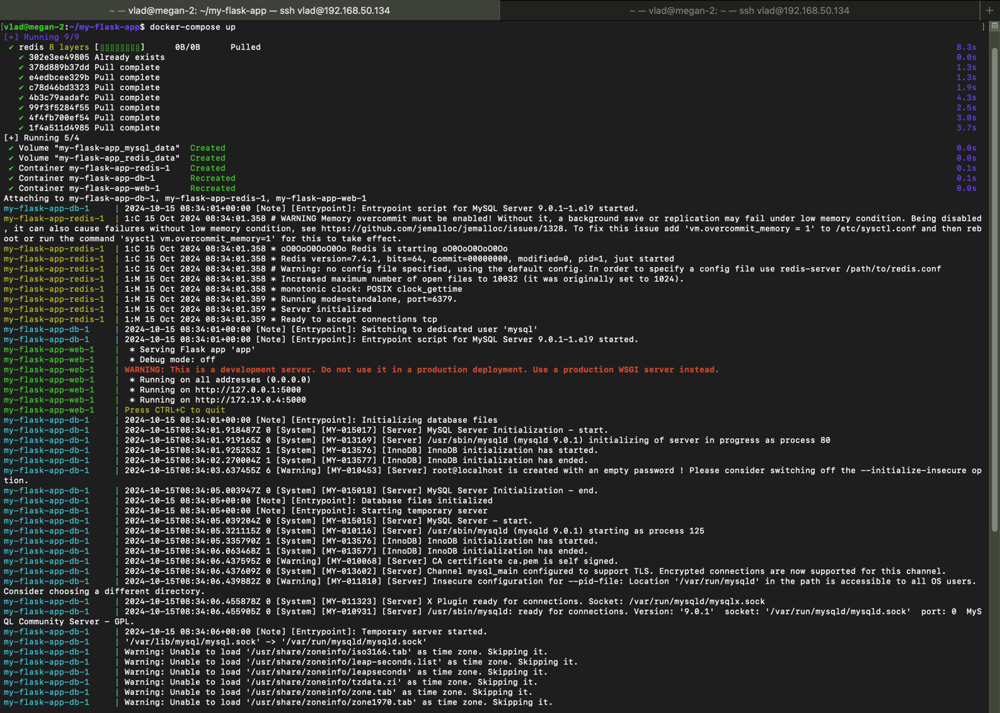 ~ — vlad@megan-2: ~/my-flask-app — ssh vlad@192.168.50.134
~ — vlad@megan-2: ~ — ssh vlad@192.168.50.134
+
[vlad@megan-2:~/my-flask-app$ docker-compose up ]
[+] Running 9/9
✔ redis 8 layers [⣿⣿⣿⣿⣿⣿⣿⣿] 0B/0B Pulled 8.3s
✔ 302e3ee49805 Already exists 0.0s
✔ 378d889b37dd Pull complete 1.3s
✔ e4edbcee329b Pull complete 1.3s
✔ c78d46bd3323 Pull complete 1.9s
✔ 4b3c79aadafc Pull complete 4.3s
✔ 99f3f5284f55 Pull complete 2.5s
✔ 4f4fb700ef54 Pull complete 3.0s
✔ 1f4a511d4985 Pull complete 3.7s
[+] Running 5/4
✔ Volume "my-flask-app_mysql_data" Created 0.0s
✔ Volume "my-flask-app_redis_data" Created 0.0s
✔ Container my-flask-app-redis-1 Created 0.1s
✔ Container my-flask-app-db-1 Recreated 0.1s
✔ Container my-flask-app-web-1 Recreated 0.0s
Attaching to my-flask-app-db-1, my-flask-app-redis-1, my-flask-app-web-1
my-flask-app-db-1 | 2024-10-15 08:34:01+00:00 [Note] [Entrypoint]: Entrypoint script for MySQL Server 9.0.1-1.el9 started.
my-flask-app-redis-1 | 1:C 15 Oct 2024 08:34:01.358 # WARNING Memory overcommit must be enabled! Without it, a background save or replication may fail under low memory condition. Being disabled
, it can also cause failures without low memory condition, see https://github.com/jemalloc/jemalloc/issues/1328. To fix this issue add 'vm.overcommit_memory = 1' to /etc/sysctl.conf and then reb
oot or run the command 'sysctl vm.overcommit_memory=1' for this to take effect.
my-flask-app-redis-1 | 1:C 15 Oct 2024 08:34:01.358 * oO0OoO0OoO0Oo Redis is starting oO0OoO0OoO0Oo
my-flask-app-redis-1 | 1:C 15 Oct 2024 08:34:01.358 * Redis version=7.4.1, bits=64, commit=00000000, modified=0, pid=1, just started
my-flask-app-redis-1 | 1:C 15 Oct 2024 08:34:01.358 # Warning: no config file specified, using the default config. In order to specify a config file use redis-server /path/to/redis.conf
my-flask-app-redis-1 | 1:M 15 Oct 2024 08:34:01.358 * Increased maximum number of open files to 10032 (it was originally set to 1024).
my-flask-app-redis-1 | 1:M 15 Oct 2024 08:34:01.358 * monotonic clock: POSIX clock_gettime
my-flask-app-redis-1 | 1:M 15 Oct 2024 08:34:01.359 * Running mode=standalone, port=6379.
my-flask-app-redis-1 | 1:M 15 Oct 2024 08:34:01.359 * Server initialized
my-flask-app-redis-1 | 1:M 15 Oct 2024 08:34:01.359 * Ready to accept connections tcp
my-flask-app-db-1 | 2024-10-15 08:34:01+00:00 [Note] [Entrypoint]: Switching to dedicated user 'mysql'
my-flask-app-db-1 | 2024-10-15 08:34:01+00:00 [Note] [Entrypoint]: Entrypoint script for MySQL Server 9.0.1-1.el9 started.
my-flask-app-web-1 | * Serving Flask app 'app'
my-flask-app-web-1 | * Debug mode: off
my-flask-app-web-1 | WARNING: This is a development server. Do not use it in a production deployment. Use a production WSGI server instead.
my-flask-app-web-1 | * Running on all addresses (0.0.0.0)
my-flask-app-web-1 | * Running on http://127.0.0.1:5000
my-flask-app-web-1 | * Running on http://172.19.0.4:5000
my-flask-app-web-1 | Press CTRL+C to quit
my-flask-app-db-1 | 2024-10-15 08:34:01+00:00 [Note] [Entrypoint]: Initializing database files
my-flask-app-db-1 | 2024-10-15T08:34:01.918487Z 0 [System] [MY-015017] [Server] MySQL Server Initialization - start.
my-flask-app-db-1 | 2024-10-15T08:34:01.919165Z 0 [System] [MY-013169] [Server] /usr/sbin/mysqld (mysqld 9.0.1) initializing of server in progress as process 80
my-flask-app-db-1 | 2024-10-15T08:34:01.925253Z 1 [System] [MY-013576] [InnoDB] InnoDB initialization has started.
my-flask-app-db-1 | 2024-10-15T08:34:02.270004Z 1 [System] [MY-013577] [InnoDB] InnoDB initialization has ended.
my-flask-app-db-1 | 2024-10-15T08:34:03.637455Z 6 [Warning] [MY-010453] [Server] root@localhost is created with an empty password ! Please consider switching off the --initialize-insecure op
tion.
my-flask-app-db-1 | 2024-10-15T08:34:05.003947Z 0 [System] [MY-015018] [Server] MySQL Server Initialization - end.
my-flask-app-db-1 | 2024-10-15 08:34:05+00:00 [Note] [Entrypoint]: Database files initialized
my-flask-app-db-1 | 2024-10-15 08:34:05+00:00 [Note] [Entrypoint]: Starting temporary server
my-flask-app-db-1 | 2024-10-15T08:34:05.039204Z 0 [System] [MY-015015] [Server] MySQL Server - start.
my-flask-app-db-1 | 2024-10-15T08:34:05.321115Z 0 [System] [MY-010116] [Server] /usr/sbin/mysqld (mysqld 9.0.1) starting as process 125
my-flask-app-db-1 | 2024-10-15T08:34:05.335790Z 1 [System] [MY-013576] [InnoDB] InnoDB initialization has started.
my-flask-app-db-1 | 2024-10-15T08:34:06.063468Z 1 [System] [MY-013577] [InnoDB] InnoDB initialization has ended.
my-flask-app-db-1 | 2024-10-15T08:34:06.437595Z 0 [Warning] [MY-010068] [Server] CA certificate ca.pem is self signed.
my-flask-app-db-1 | 2024-10-15T08:34:06.437609Z 0 [System] [MY-013602] [Server] Channel mysql_main configured to support TLS. Encrypted connections are now supported for this channel.
my-flask-app-db-1 | 2024-10-15T08:34:06.439882Z 0 [Warning] [MY-011810] [Server] Insecure configuration for --pid-file: Location '/var/run/mysqld' in the path is accessible to all OS users.
Consider choosing a different directory.
my-flask-app-db-1 | 2024-10-15T08:34:06.455878Z 0 [System] [MY-011323] [Server] X Plugin ready for connections. Socket: /var/run/mysqld/mysqlx.sock
my-flask-app-db-1 | 2024-10-15T08:34:06.455905Z 0 [System] [MY-010931] [Server] /usr/sbin/mysqld: ready for connections. Version: '9.0.1' socket: '/var/run/mysqld/mysqld.sock' port: 0 MyS
QL Community Server - GPL.
my-flask-app-db-1 | 2024-10-15 08:34:06+00:00 [Note] [Entrypoint]: Temporary server started.
my-flask-app-db-1 | '/var/lib/mysql/mysql.sock' -> '/var/run/mysqld/mysqld.sock'
my-flask-app-db-1 | Warning: Unable to load '/usr/share/zoneinfo/iso3166.tab' as time zone. Skipping it.
my-flask-app-db-1 | Warning: Unable to load '/usr/share/zoneinfo/leap-seconds.list' as time zone. Skipping it.
my-flask-app-db-1 | Warning: Unable to load '/usr/share/zoneinfo/leapseconds' as time zone. Skipping it.
my-flask-app-db-1 | Warning: Unable to load '/usr/share/zoneinfo/tzdata.zi' as time zone. Skipping it.
my-flask-app-db-1 | Warning: Unable to load '/usr/share/zoneinfo/zone.tab' as time zone. Skipping it.
my-flask-app-db-1 | Warning: Unable to load '/usr/share/zoneinfo/zone1970.tab' as time zone. Skipping it.